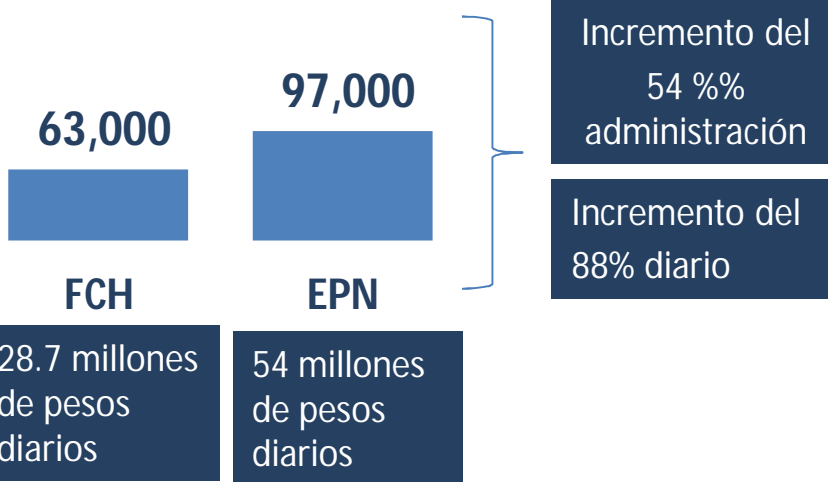 63,000
97,000
FCH
EPN
28.7 millones
de pesos
diarios
54 millones
de pesos
diarios
Incremento del
54 %%
administración
Incremento del
88% diario